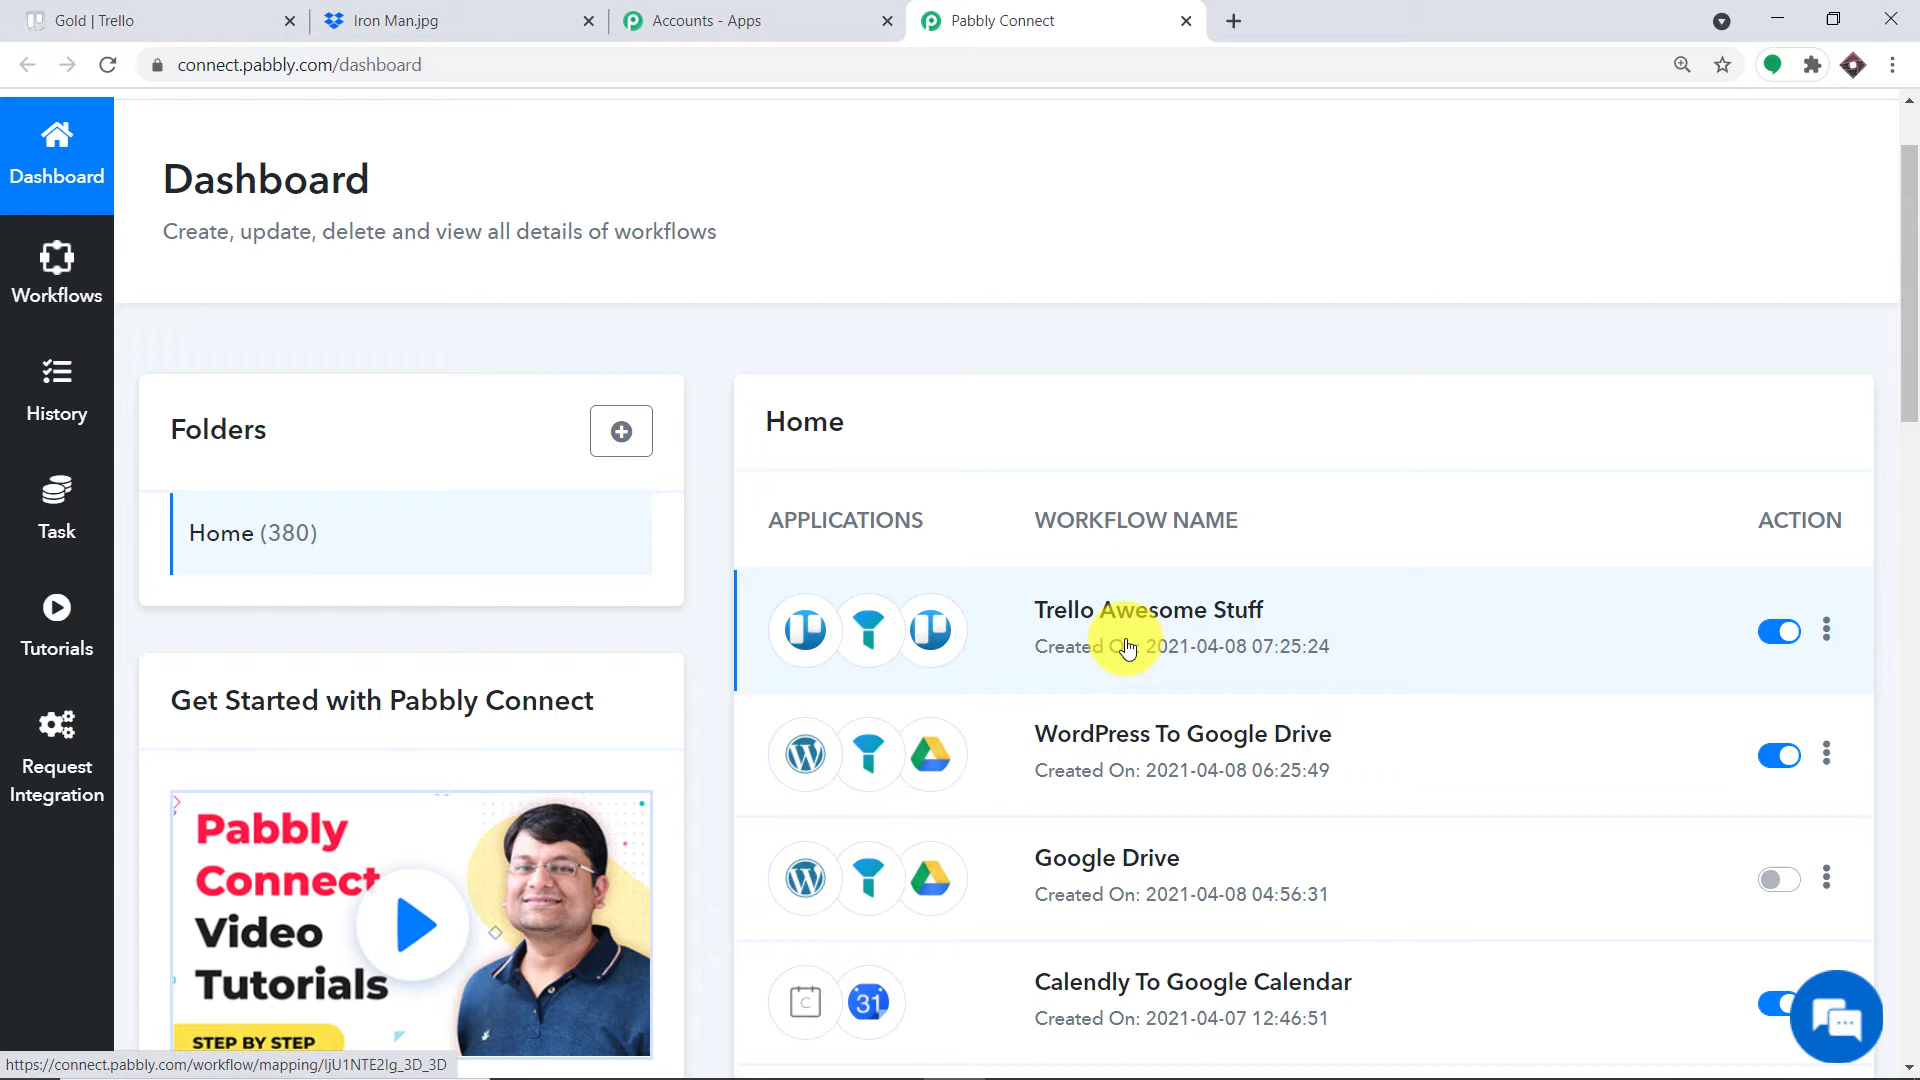 Gold | Trello
Iron Man.jpg
Accounts - Apps
Pabbly Connect
connect.pabbly.com/dashboard
Dashboard
Workflows
History
Task
Tutorials
Request
Integration
Dashboard
Create, update, delete and view all details of workflows
Folders
Home (380)
Get Started with Pabbly Connect
Pabbly
Connect
Video
Tutorials
STEP BY STEP
Home
APPLICATIONS WORKFLOW NAME ACTION
Trello Awesome Stuff
Created On: 2021-04-08 07:25:24
WordPress To Google Drive
Created On: 2021-04-08 06:25:49
Google Drive
Created On: 2021-04-08 04:56:31
C
31
Calendly To Google Calendar
Created On: 2021-04-07 12:46:51
https://connect.pabbly.com/workflow/mapping/IjU1NTE2Ig_3D_3D